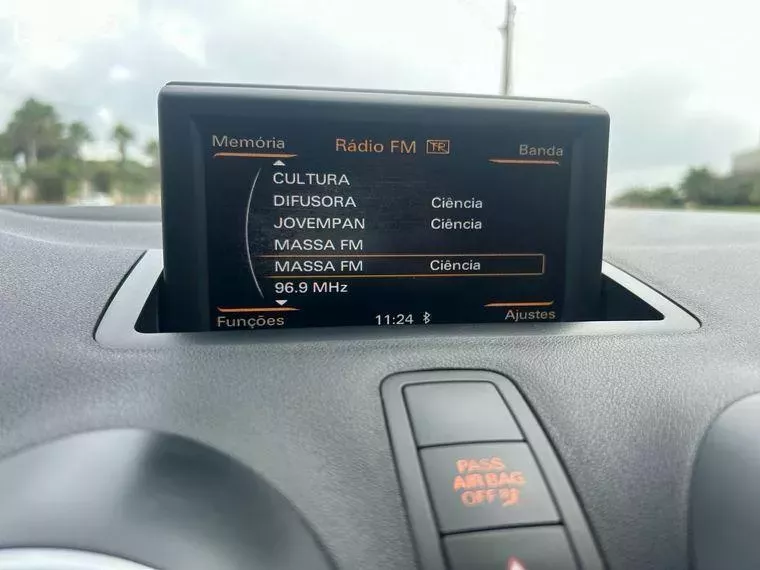 Memória Rádio FM TP Banda
CULTURA
DIFUSORA Ciência
JOVEMPAN Ciência
MASSA FM
MASSA FM Ciência
96.9 MHz
Funções 11:24 Ajustes
PASS
AIR BAG
OFF